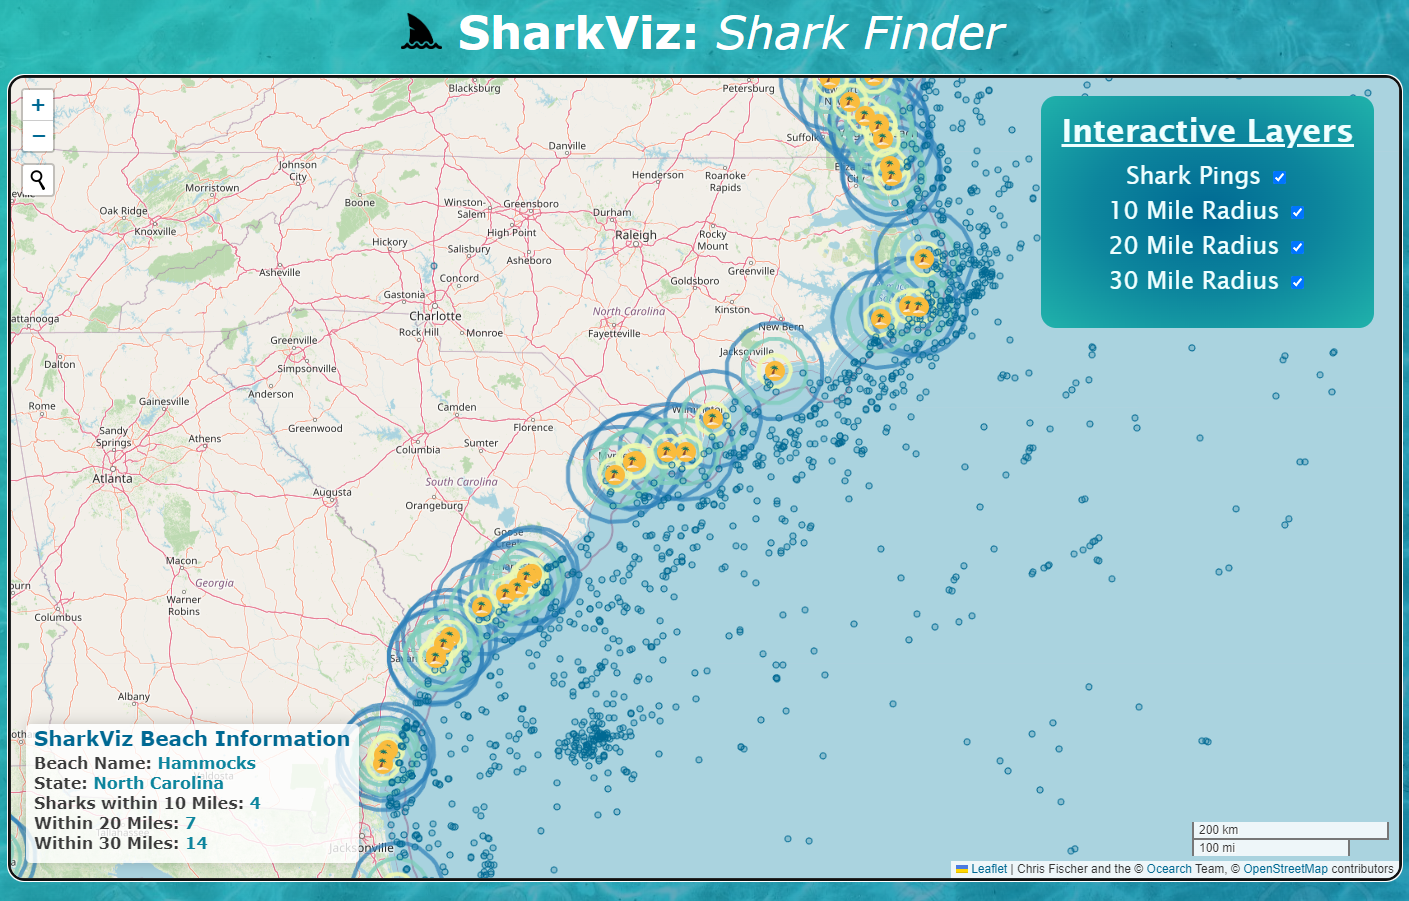 SharkViz: Shark Finder
+
−
Interactive Layers
Shark Pings
10 Mile Radius
20 Mile Radius
30 Mile Radius
Blacksburg
Petersburg
Suffolk
Danville
Johnson
City
Henderson
Roanoke
Rapids
Morristown
Boone
Winston-
Salem
Greensboro
Oak Ridge
Knoxville
Durham
High Point
Raleigh
Rocky
Mount
Hickory
Salisbury
Asheboro
Asheville
Concord
Greenville
Goldsboro
Gastonia
Charlotte
North Carolina
Kinston
attanooga
Rock Hill
Monroe
Fayetteville
New Bern
Greenville
Jacksonville
Dalton
Simpsonville
Anderson
Rome
Gainesville
Camden
Greenwood
Florence
Sandy
Springs
Athens
Sumter
Columbia
Atlanta
South Carolina
Augusta
Orangeburg
Goose
Creek
Macon
Georgia
Warner
Robins
Columbus
Albany
Jacksonville
SharkViz Beach Information
Beach Name: Hammocks
State: North Carolina
Sharks within 10 Miles: 4
Within 20 Miles: 7
Within 30 Miles: 14
200 km
100 mi
Leaflet | Chris Fischer and the © Ocearch Team, © OpenStreetMap contributors